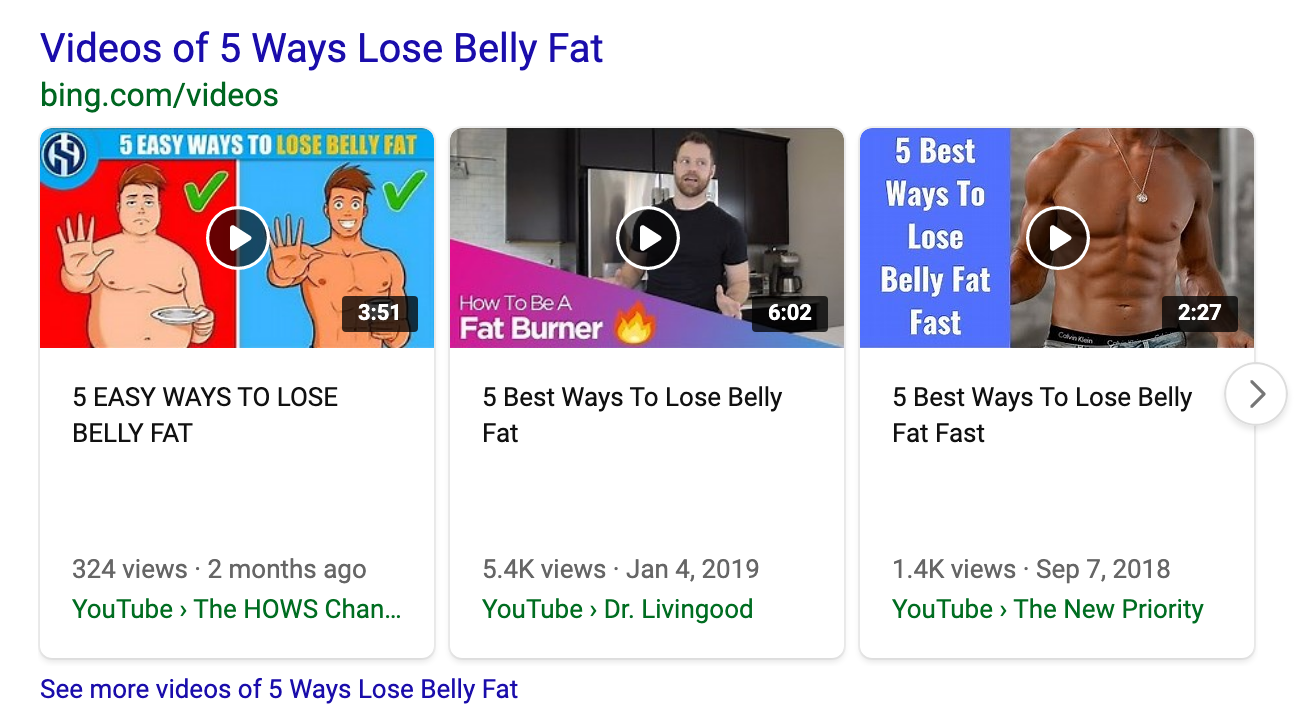 Videos of 5 Ways Lose Belly Fat
bing.com/videos
5 EASY WAYS TO LOSE BELLY FAT
3:51
5 EASY WAYS TO LOSE
BELLY FAT
324 views · 2 months ago
YouTube › The HOWS Chan...
How To Be A
Fat Burner
6:02
5 Best Ways To Lose Belly
Fat
5.4K views · Jan 4, 2019
YouTube › Dr. Livingood
5 Best
Ways To
Lose
Belly Fat
Fast
Calvin Klein Calvin Klein
2:27
5 Best Ways To Lose Belly
Fat Fast
1.4K views · Sep 7, 2018
YouTube › The New Priority
See more videos of 5 Ways Lose Belly Fat